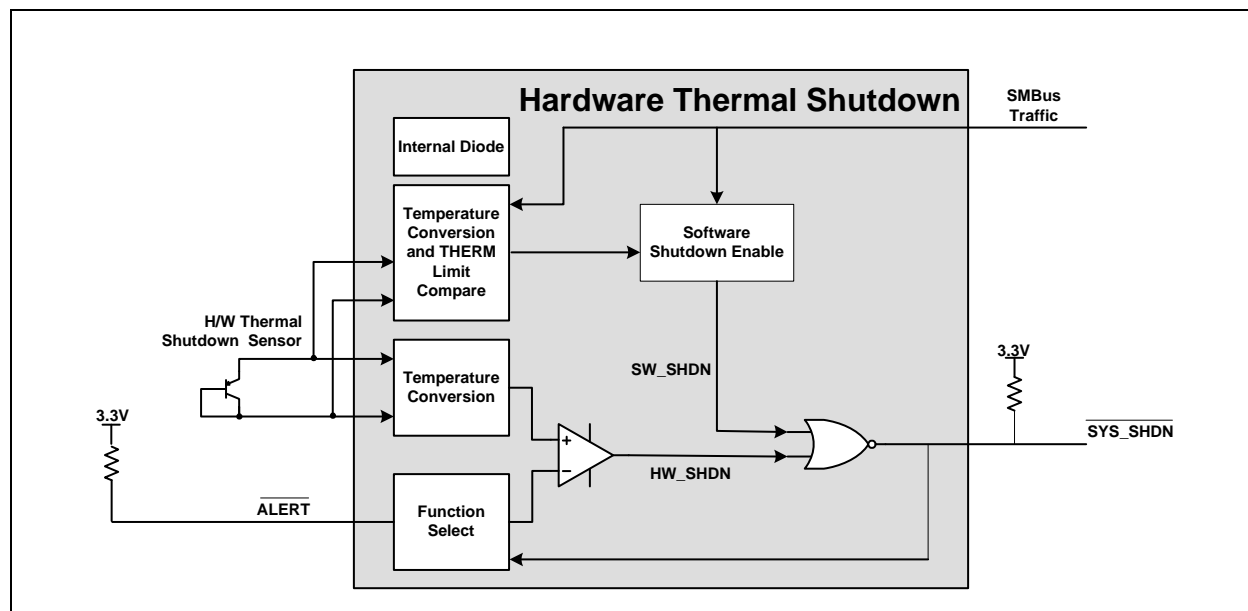 Hardware Thermal Shutdown
SMBus
Traffic
Internal Diode
Temperature
Conversion
and THERM
Limit
Compare
Software
Shutdown Enable
H/W Thermal
Shutdown Sensor
Temperature
Conversion
3.3V
+
−
SW_SHDN
HW_SHDN
3.3V
SYS_SHDN
ALERT
Function
Select